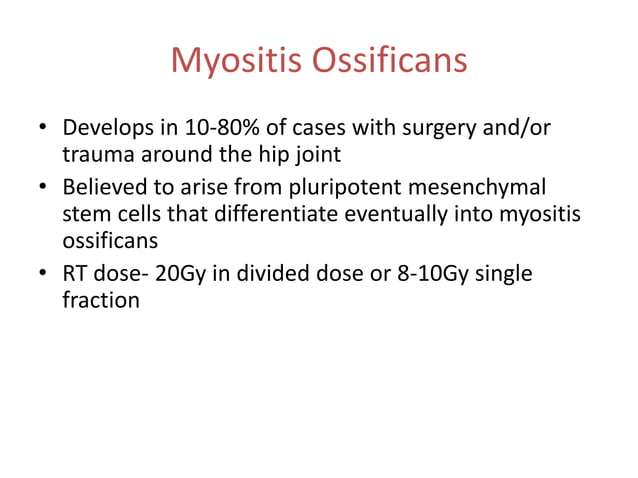 Myositis Ossificans
• Develops in 10-80% of cases with surgery and/or
trauma around the hip joint
• Believed to arise from pluripotent mesenchymal
stem cells that differentiate eventually into myositis
ossificans
• RT dose- 20Gy in divided dose or 8-10Gy single
fraction